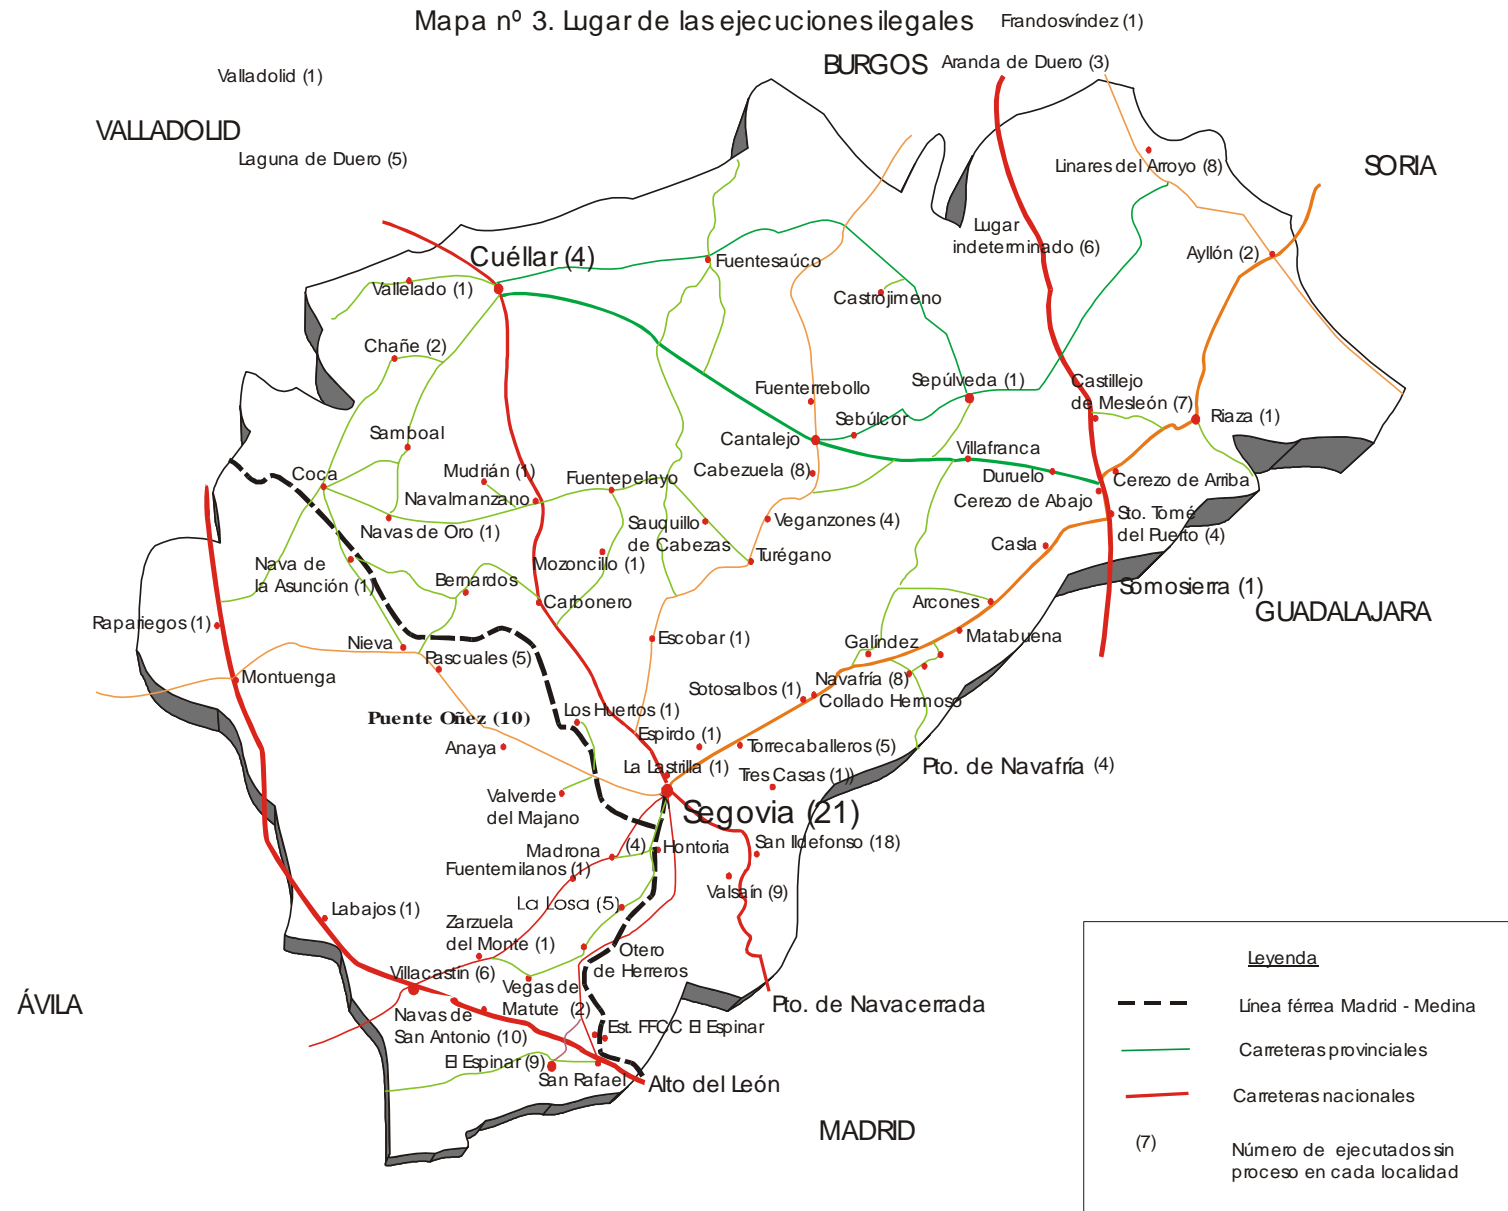 Mapa nº 3. Lugar de las ejecuciones ilegales
Frandosvíndez (1)
BURGOS
Aranda de Duero (3)
Valladolid (1)
VALLADOLID
Laguna de Duero (5)
Linares del Arroyo (8)
SORIA
Lugar
indeterminado (6)
Ayllón (2)
Cuéllar (4)
Fuentesaúco
Vallelado (1)
Castrojimeno
Chañe (2)
Fuenterrebollo
Sepúlveda (1)
Castillejo
de Mesleón (7)
Riaza (1)
Samboal
Sebúlcor
Cantalejo
Villafranca
Coca
Mudrián (1)
Fuentepelayo
Cabezuela (8)
Duruelo
Cerezo de Arriba
Navalmanzano
Cerezo de Abajo
Navas de Oro (1)
Sauquillo
de Cabezas
Veganzones (4)
Sto. Tomé
del Puerto (4)
Casla
Nava de
la Asunción (1)
Mozoncillo (1)
Turégano
Bernardos
Somosierra (1)
Carbonero
Arcones
GUADALAJARA
Rapariegos (1)
Escobar (1)
Matabuena
Nieva
Galíndez
Pascuales (5)
Montuenga
Navafría (8)
Sotosalbos (1)
Collado Hermoso
Puente Oñez (10)
Los Huertos (1)
Espirdo (1)
Anaya
Torrecaballeros (5)
La Lastrilla (1)
Tres Casas (1))
Pto. de Navafría (4)
Valverde
del Majano
Segovia (21)
San Ildefonso (18)
Madrona
(4)
Hontoria
Fuentemilanos (1)
Valsaín (9)
La Losa (5)
Labajos (1)
Zarzuela
del Monte (1)
Otero
de Herreros
Villacastín (6)
Vegas de
Matute (2)
Pto. de Navacerrada
ÁVILA
Navas de
San Antonio (10)
Est. FFCC El Espinar
El Espinar (9)
San Rafael
Alto del León
MADRID
Leyenda
Línea férrea Madrid - Medina
Carreteras provinciales
Carreteras nacionales
(7)
Número de ejecutados sin
proceso en cada localidad